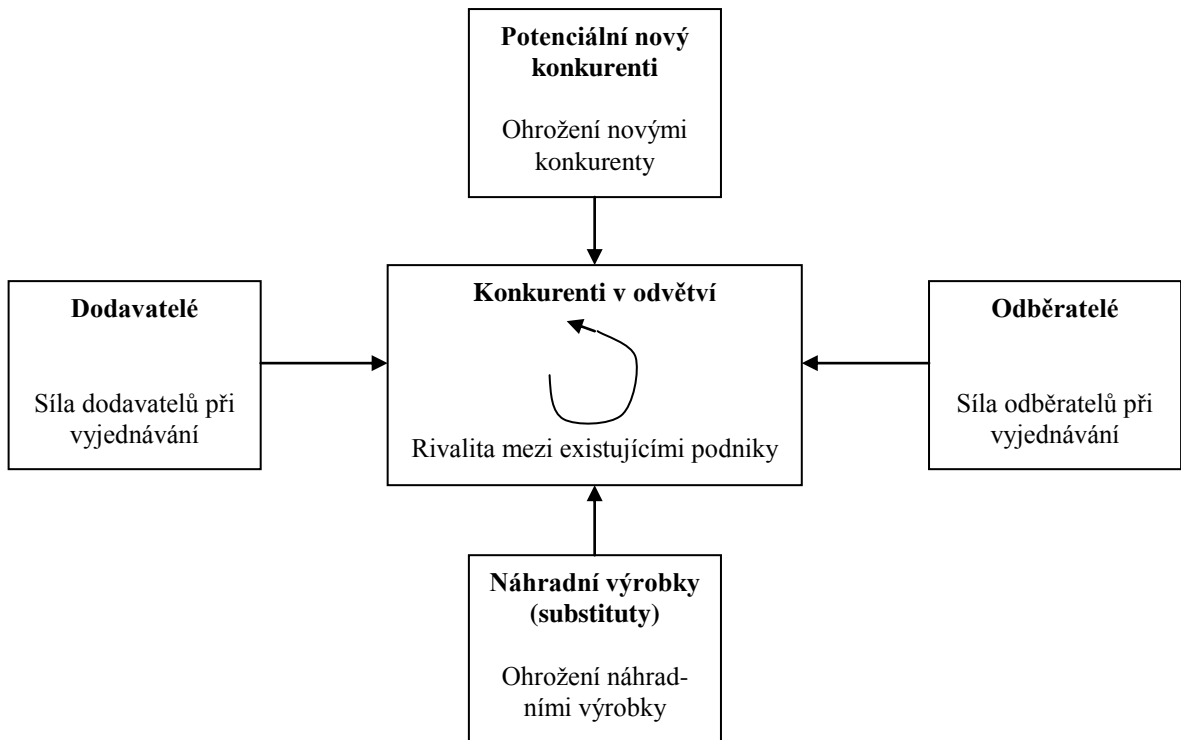 Potenciální nový
konkurenti
Ohrožení novými
konkurenty
Dodavatelé
Síla dodavatelů při
vyjednávání
Konkurenti v odvětví
Rivalita mezi existujícími podniky
Odběratelé
Síla odběratelů při
vyjednávání
Náhradní výrobky
(substituty)
Ohrožení náhrad-
ními výrobky